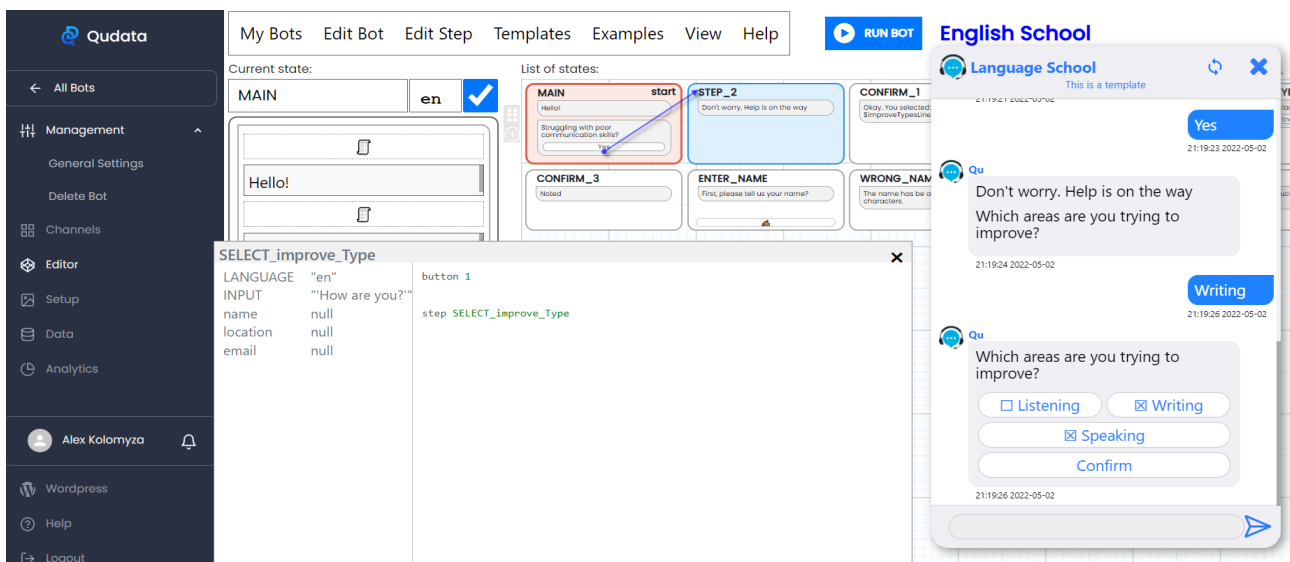 Qudata
All Bots
Management
General Settings
Delete Bot
Channels
Editor
Setup
Data
Analytics
Alex Kolomyza
Wordpress
Help
Logout
My Bots Edit Bot Edit Step Templates Examples View Help
RUN BOT
English School
Current state:
MAIN en
Hello!
List of states:
MAIN start
Hello!
Struggling with poor
communication skills?
Yes
STEP_2
Don't worry. Help is on the way
CONFIRM_1
Okay. You selected:
$improveTypesLine
CONFIRM_3
Noted
ENTER_NAME
First, please tell us your name?
WRONG_NAM
The name has be a
characters.
SELECT_improve_Type
LANGUAGE "en"
INPUT "'How are you?'"
name null
location null
email null
button 1
step SELECT_improve_Type
Language School
This is a template
21:19:21 2022-05-02
Yes
21:19:23 2022-05-02
Qu
Don't worry. Help is on the way
Which areas are you trying to
improve?
21:19:24 2022-05-02
Writing
21:19:26 2022-05-02
Qu
Which areas are you trying to
improve?
☐ Listening
☒ Writing
☒ Speaking
Confirm
21:19:26 2022-05-02